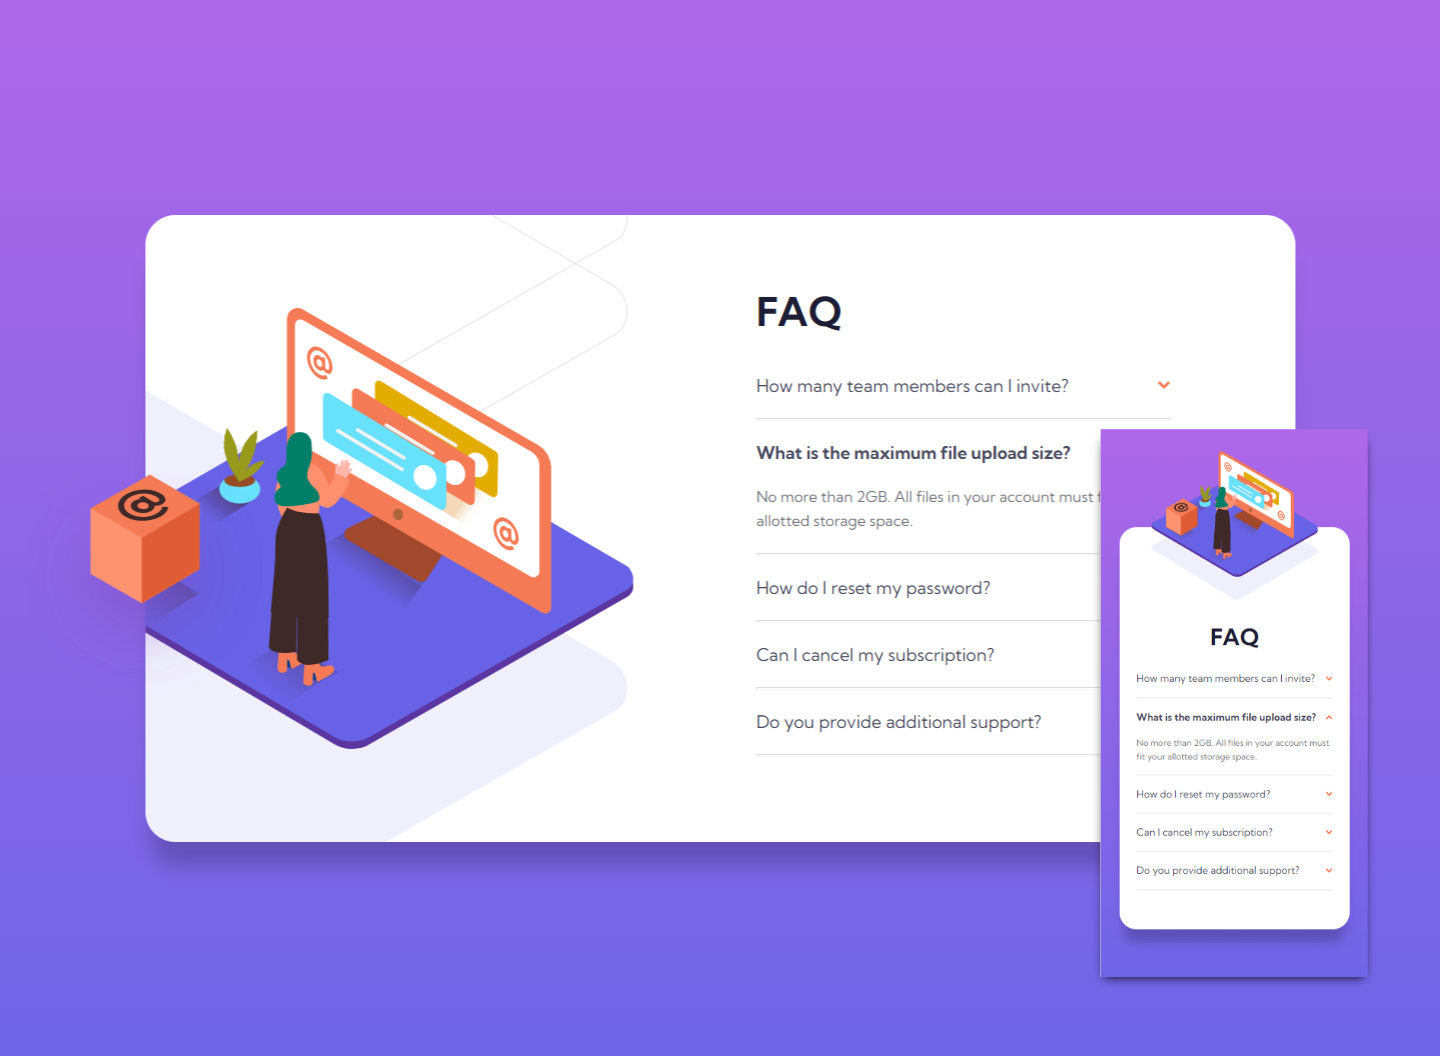 FAQ
How many team members can I invite?
What is the maximum file upload size?
No more than 2GB. All files in your account must f
allotted storage space.
How do I reset my password?
Can I cancel my subscription?
Do you provide additional support?
@
@
@
FAQ
How many team members can I invite?
What is the maximum file upload size?
No more than 2GB. All files in your account must
fit your allotted storage space.
How do I reset my password?
Can I cancel my subscription?
Do you provide additional support?
@
@
@